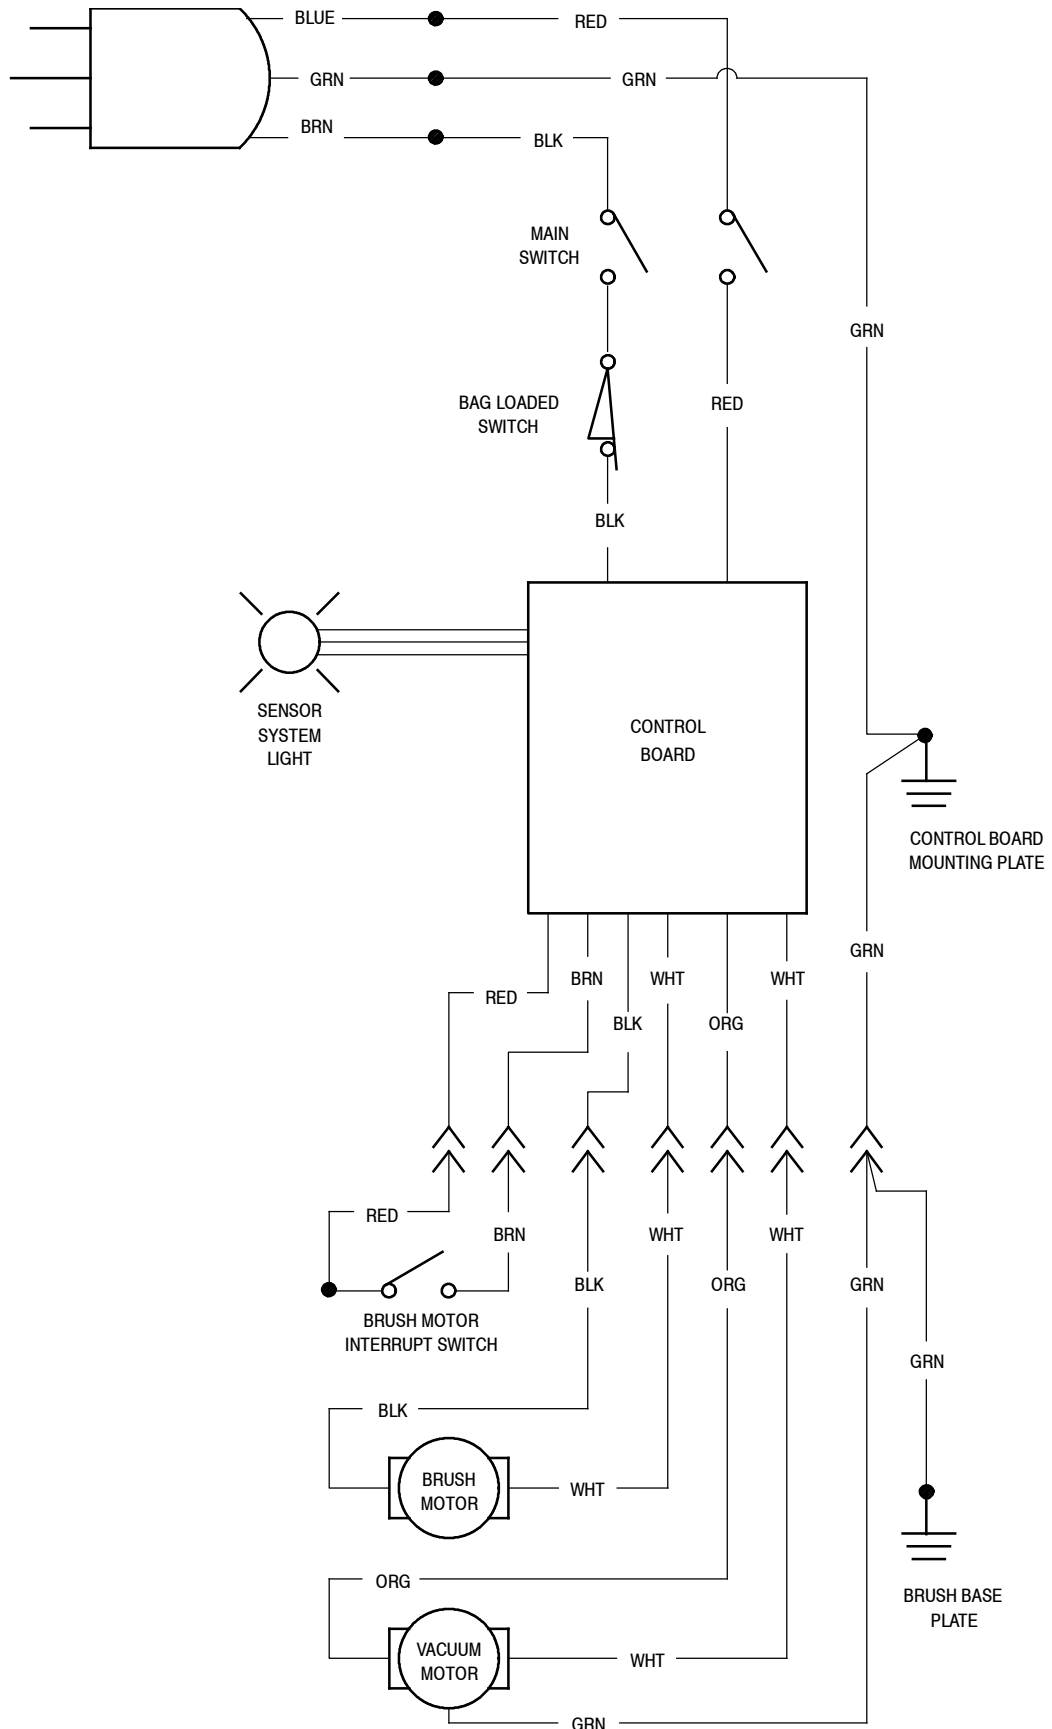 BLUE
RED
GRN
GRN
BRN
BLK
MAIN
SWITCH
GRN
BAG LOADED
SWITCH
RED
BLK
SENSOR
SYSTEM
LIGHT
CONTROL
BOARD
CONTROL BOARD
MOUNTING PLATE
GRN
BRN
WHT
WHT
RED
BLK
ORG
RED
BRN
WHT
WHT
BLK
ORG
GRN
BRUSH MOTOR
INTERRUPT SWITCH
GRN
BLK
BRUSH
MOTOR
WHT
ORG
BRUSH BASE
PLATE
VACUUM
MOTOR
WHT
GRN